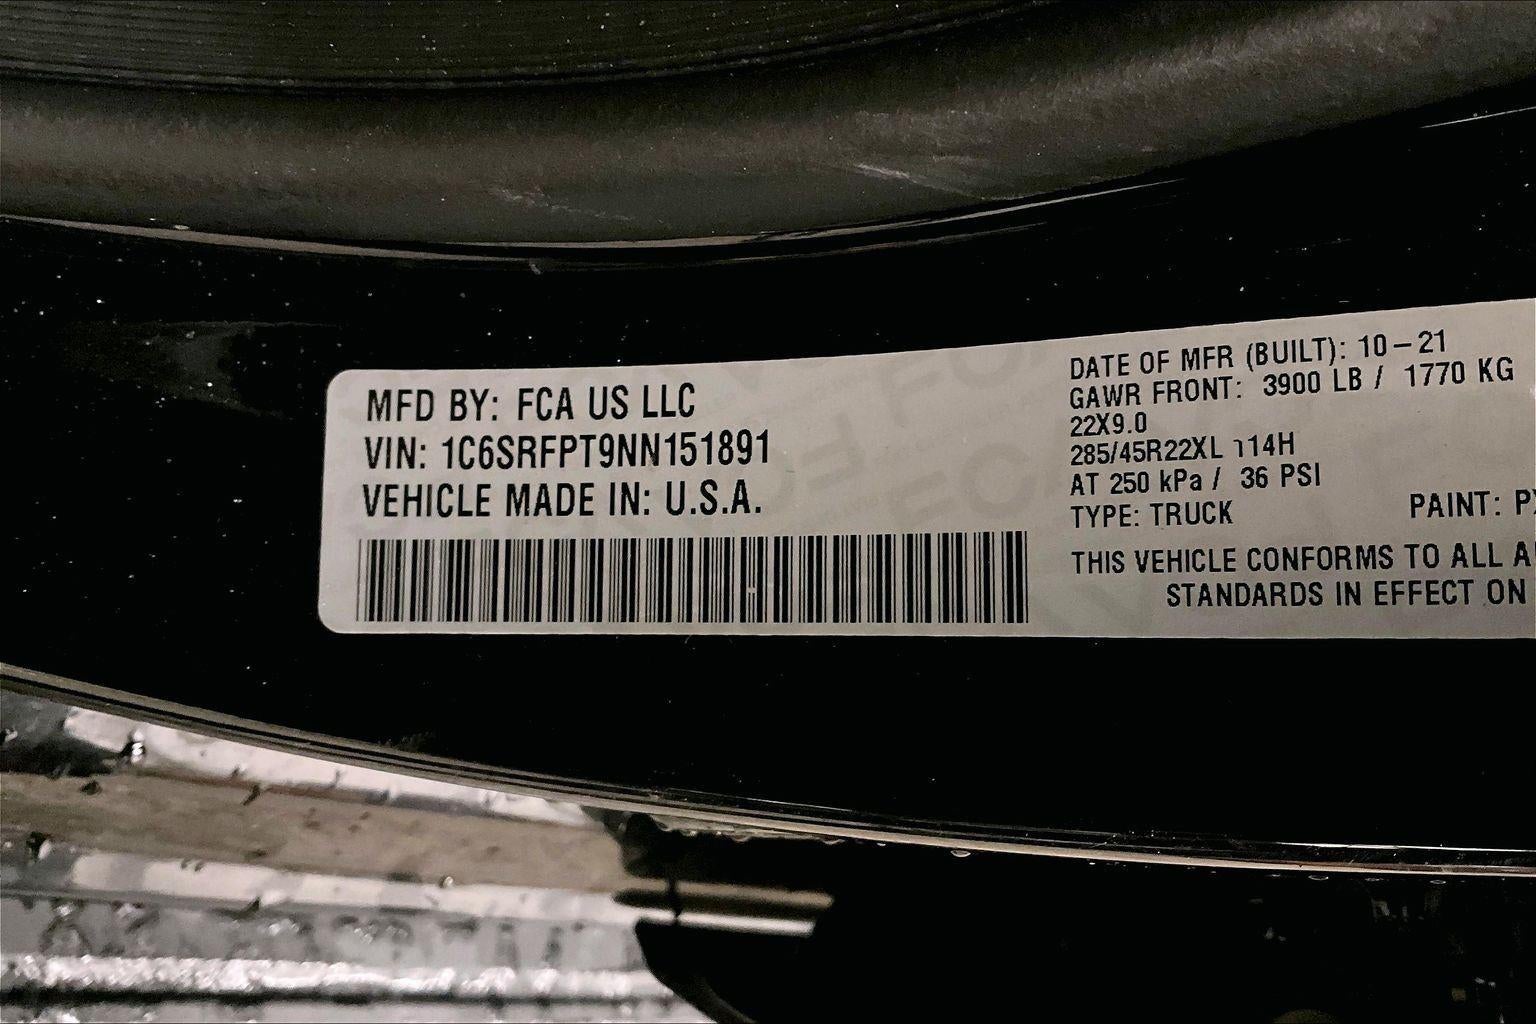 MFD BY: FCA US LLC
VIN: 1C6SRFPT9NN151891
VEHICLE MADE IN: U.S.A.
DATE OF MFR (BUILT): 10-21
GAWR FRONT: 3900 LB / 1770 KG
22X9.0
285/45R22XL 114H
AT 250 kPa / 36 PSI
TYPE: TRUCK PAINT:
THIS VEHICLE CONFORMS TO ALL
STANDARDS IN EFFECT ON